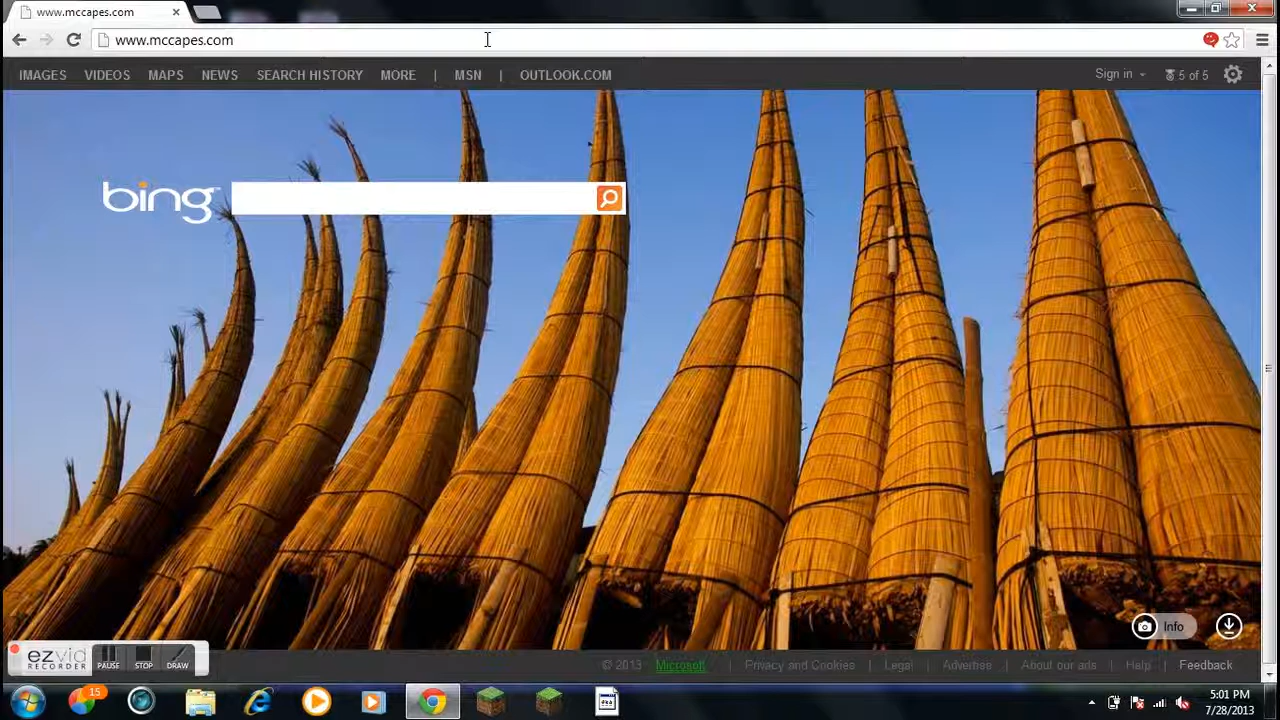 www.mccapes.com
www.mccapes.com
IMAGES VIDEOS MAPS NEWS SEARCH HISTORY MORE | MSN | OUTLOOK.COM
Sign in 5 of 5
bing
Info
ezvid
RECORDER
PAUSE STOP DRAW
© 2013 Microsoft | Privacy and Cookies | Legal | Advertise | About our ads | Help | Feedback
15
5:01 PM
7/28/2013